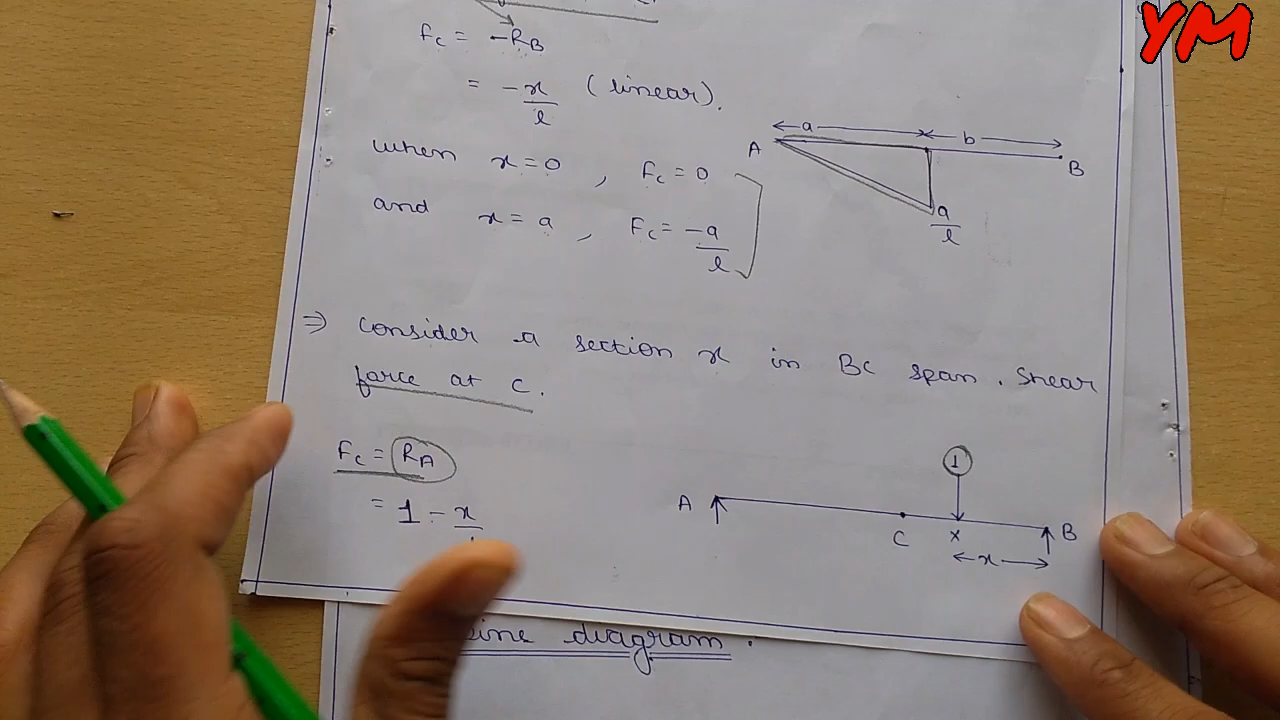 YM
Fc = -RB
= -x/l (linear).
when x=0 , Fc = 0
and x = a , Fc = -a/l
a b
A B
a/l
⇒ Consider a section x in BC span. Shear
force at C.
Fc = RA
= 1 - x
1
A C x B
x
line diagram.